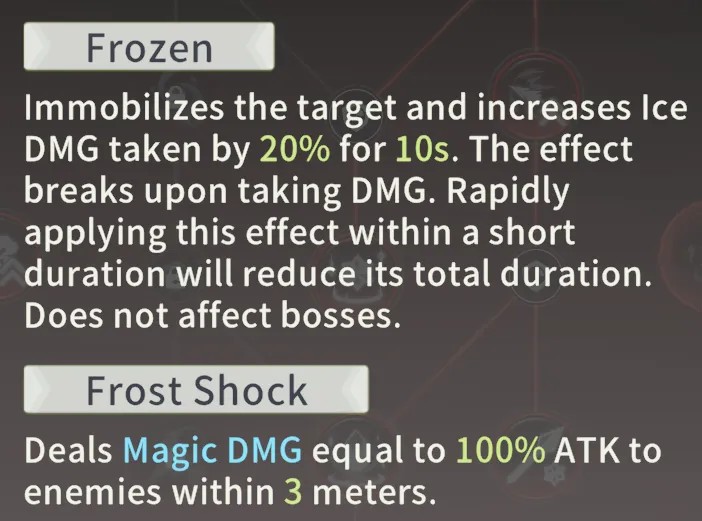 Frozen
Immobilizes the target and increases Ice
DMG taken by 20% for 10s. The effect
breaks upon taking DMG. Rapidly
applying this effect within a short
duration will reduce its total duration.
Does not affect bosses.
Frost Shock
Deals Magic DMG equal to 100% ATK to
enemies within 3 meters.